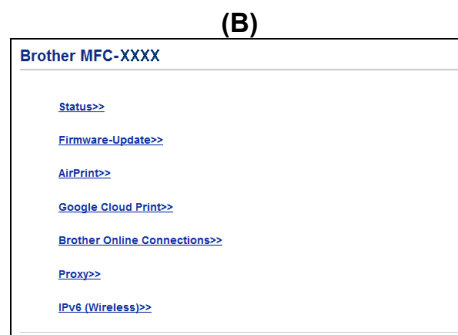 (B)
Brother MFC-XXXX
Status>>
Firmware-Update>>
AirPrint>>
Google Cloud Print>>
Brother Online Connections>>
Proxy>>
IPv6 (Wireless)>>